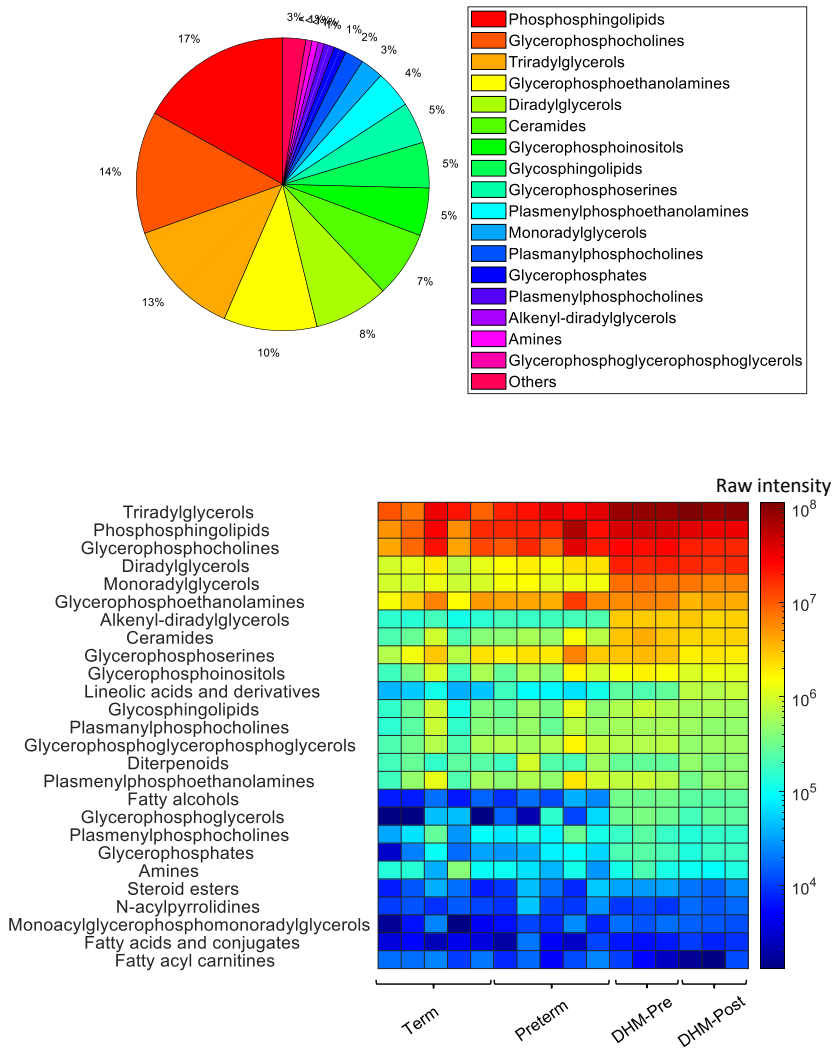 3%
1%
2%
3%
4%
5%
5%
5%
7%
8%
10%
13%
14%
17%
Phosphosphingolipids
Glycerophosphocholines
Triradylglycerols
Glycerophosphoethanolamines
Diradylglycerols
Ceramides
Glycerophosphoinositols
Glycosphingolipids
Glycerophosphoserines
Plasmenylphosphoethanolamines
Monoradylglycerols
Plasmanylphosphocholines
Glycerophosphates
Plasmenylphosphocholines
Alkenyl-diradylglycerols
Amines
Glycerophosphoglycerophosphoglycerols
Others
Raw intensity
Triradylglycerols
Phosphosphingolipids
Glycerophosphocholines
Diradylglycerols
Monoradylglycerols
Glycerophosphoethanolamines
Alkenyl-diradylglycerols
Ceramides
Glycerophosphoserines
Glycerophosphoinositols
Lineolic acids and derivatives
Glycosphingolipids
Plasmanylphosphocholines
Glycerophosphoglycerophosphoglycerols
Diterpenoids
Plasmenylphosphoethanolamines
Fatty alcohols
Glycerophosphoglycerols
Plasmenylphosphocholines
Glycerophosphates
Amines
Steroid esters
N-acylpyrrolidines
Monoacylglycerophosphomonoradylglycerols
Fatty acids and conjugates
Fatty acyl carnitines
10⁸
10⁷
10⁶
10⁵
10⁴
Term
Preterm
DHM-Pre
DHM-Post